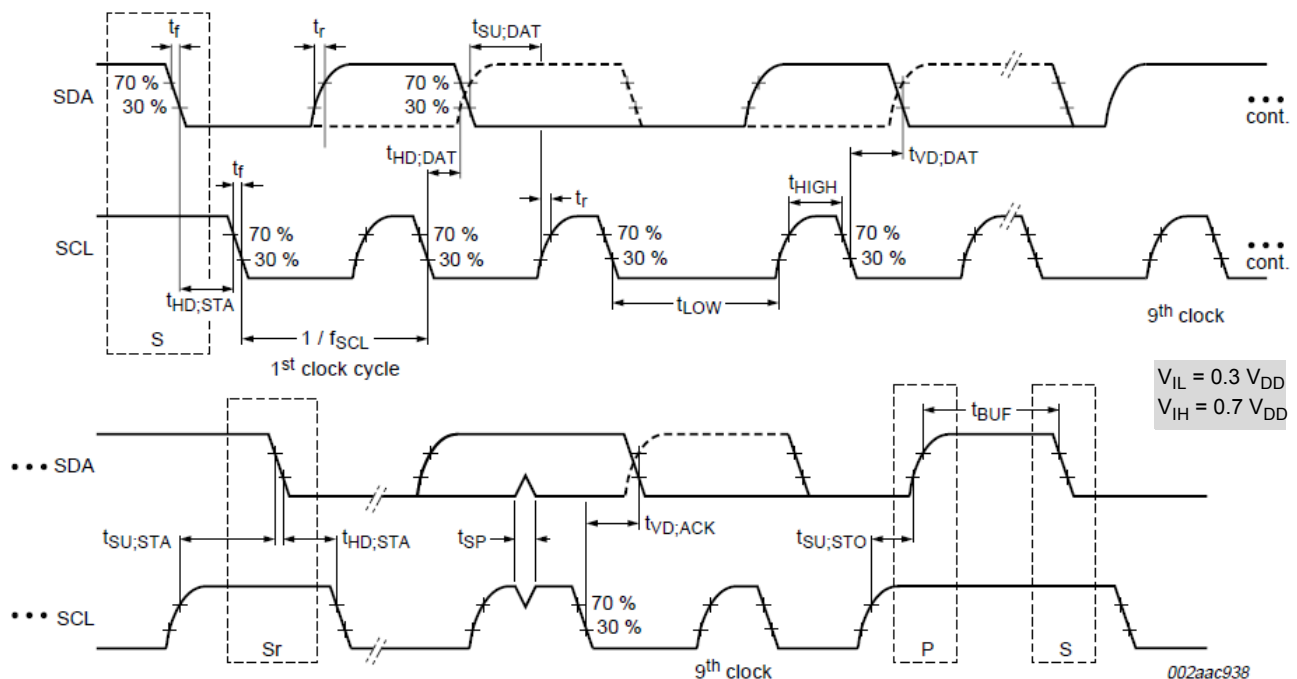 tf tr tSU;DAT
SDA 70 % 30 % 70 % 30 % ••• cont.
tHD;DAT tVD;DAT
tf tr tHIGH
SCL 70 % 30 % 70 % 30 % 70 % 30 % 70 % 30 % ••• cont.
tHD;STA tLOW
S 1 / fSCL 9th clock
1st clock cycle
VIL = 0.3 VDD
VIH = 0.7 VDD
tBUF
••• SDA
tSU;STA tHD;STA tSP tVD;ACK tSU;STO
••• SCL 70 % 30 %
Sr 9th clock P S
002aac938